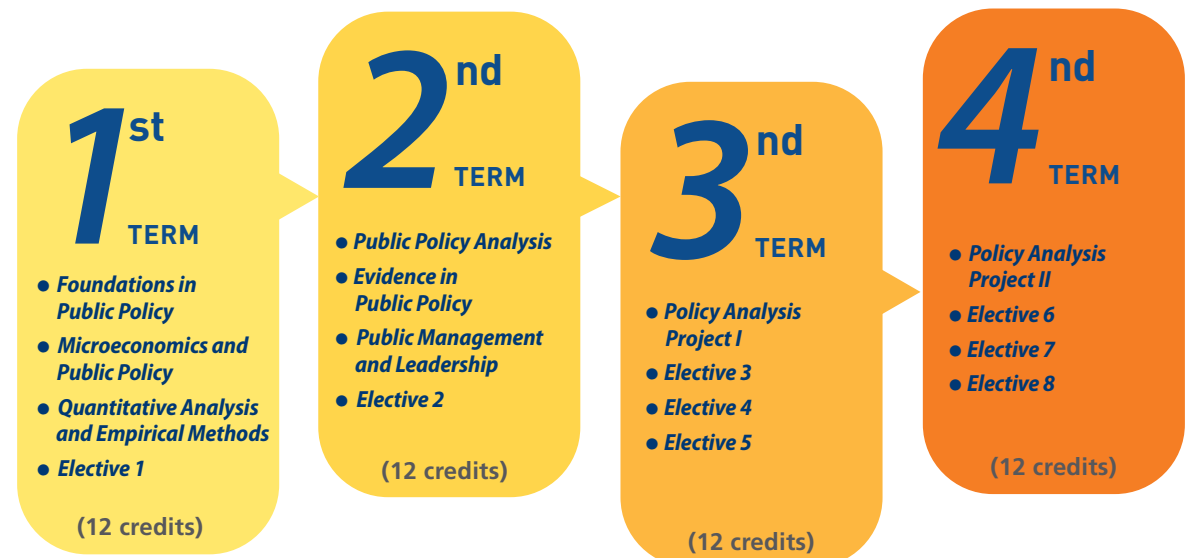 1st
TERM
● Foundations in
Public Policy
● Microeconomics and
Public Policy
● Quantitative Analysis
and Empirical Methods
● Elective 1
(12 credits)
2nd
TERM
● Public Policy Analysis
● Evidence in
Public Policy
● Public Management
and Leadership
● Elective 2
(12 credits)
3nd
TERM
● Policy Analysis
Project I
● Elective 3
● Elective 4
● Elective 5
(12 credits)
4nd
TERM
● Policy Analysis
Project II
● Elective 6
● Elective 7
● Elective 8
(12 credits)